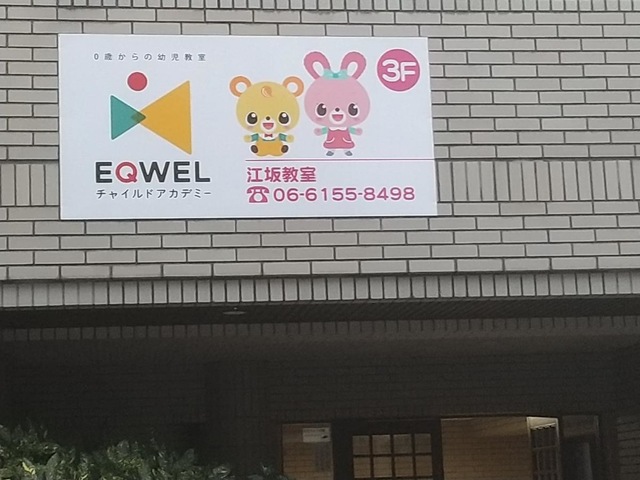 0歳からの幼児教室
3F
EQWEL
チャイルドアカデミー
江坂教室
☎06-6155-8498